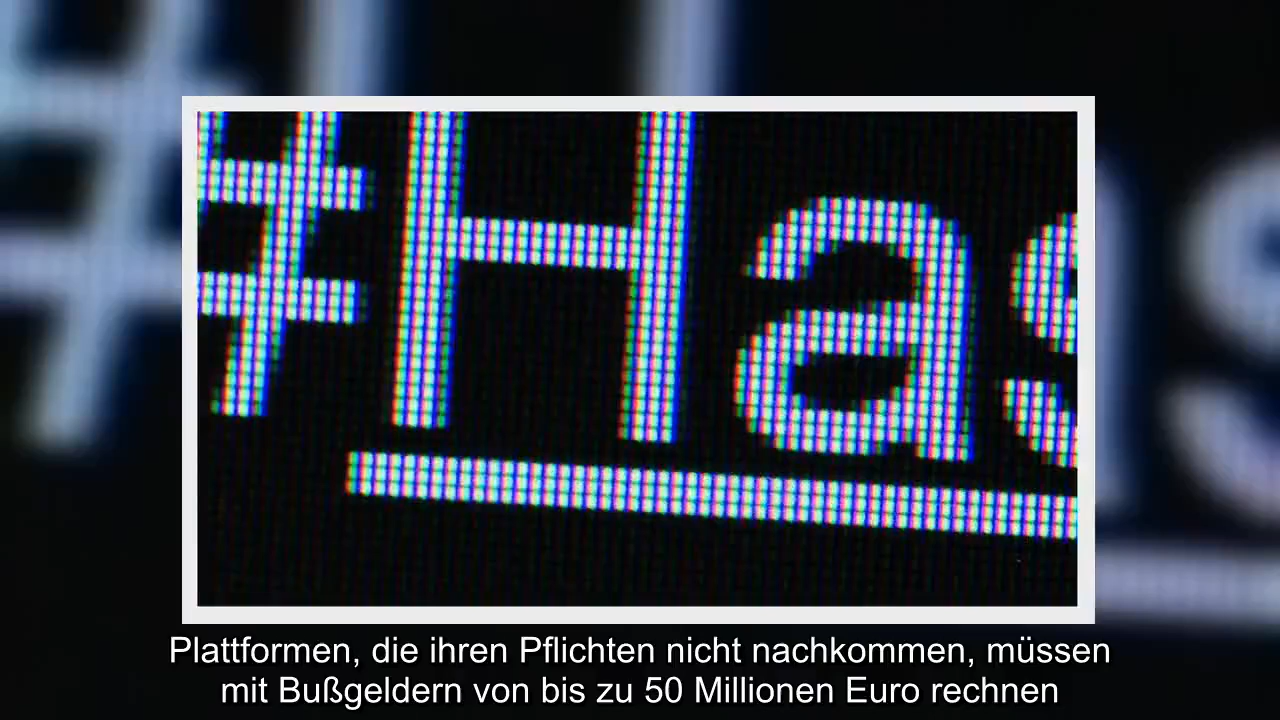 #Has
Plattformen, die ihren Pflichten nicht nachkommen, müssen
mit Bußgeldern von bis zu 50 Millionen Euro rechnen